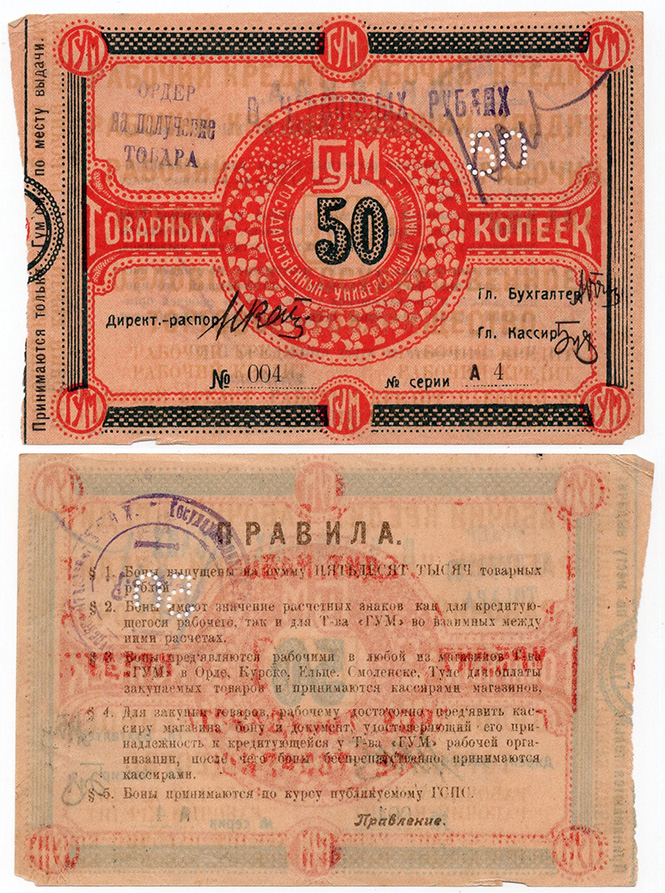 ГУМ ГУМ ГУМ
ОРДЕР
на получение
ТОВАРА
РУБЛЯХ
ГУМ
ГОСУДАРСТВЕННЫЙ УНИВЕРСАЛЬНЫЙ МАГАЗИН
50
ТОВАРНЫХ КОПЕЕК
Директ.-распор.
Гл. Бухгалтер
Гл. Кассир
№ 004
№ серии А 4
ГУМ ГУМ ГУМ
Принимаются только Гум'ом по месту выдачи.
ПРАВИЛА.
§ 1. Боны выпущены на сумму ПЯТЬДЕСЯТ ТЫСЯЧ товарных
рублей.
§ 2. Боны имеют значение расчетных знаков как для кредитую-
щегося рабочего, так и для Т-ва «ГУМ» во взаимных между
ними расчетах.
§ 3. Боны пред'являются рабочими в любой из магазинов Т-ва
«ГУМ» в Орле, Курске, Ельце, Смоленске, Туле для оплаты
закупаемых товаров и принимаются кассирами магазинов.
§ 4. Для закупки товаров, рабочему достаточно пред'явить кас-
сиру магазина бону и документ, удостоверяющий его при-
надлежность к кредитующейся у Т-ва «ГУМ» рабочей орга-
низации, после чего боны беспрепятственно принимаются
кассирами.
§ 5. Боны принимаются по курсу публикуемому ГСПС.
Правление.